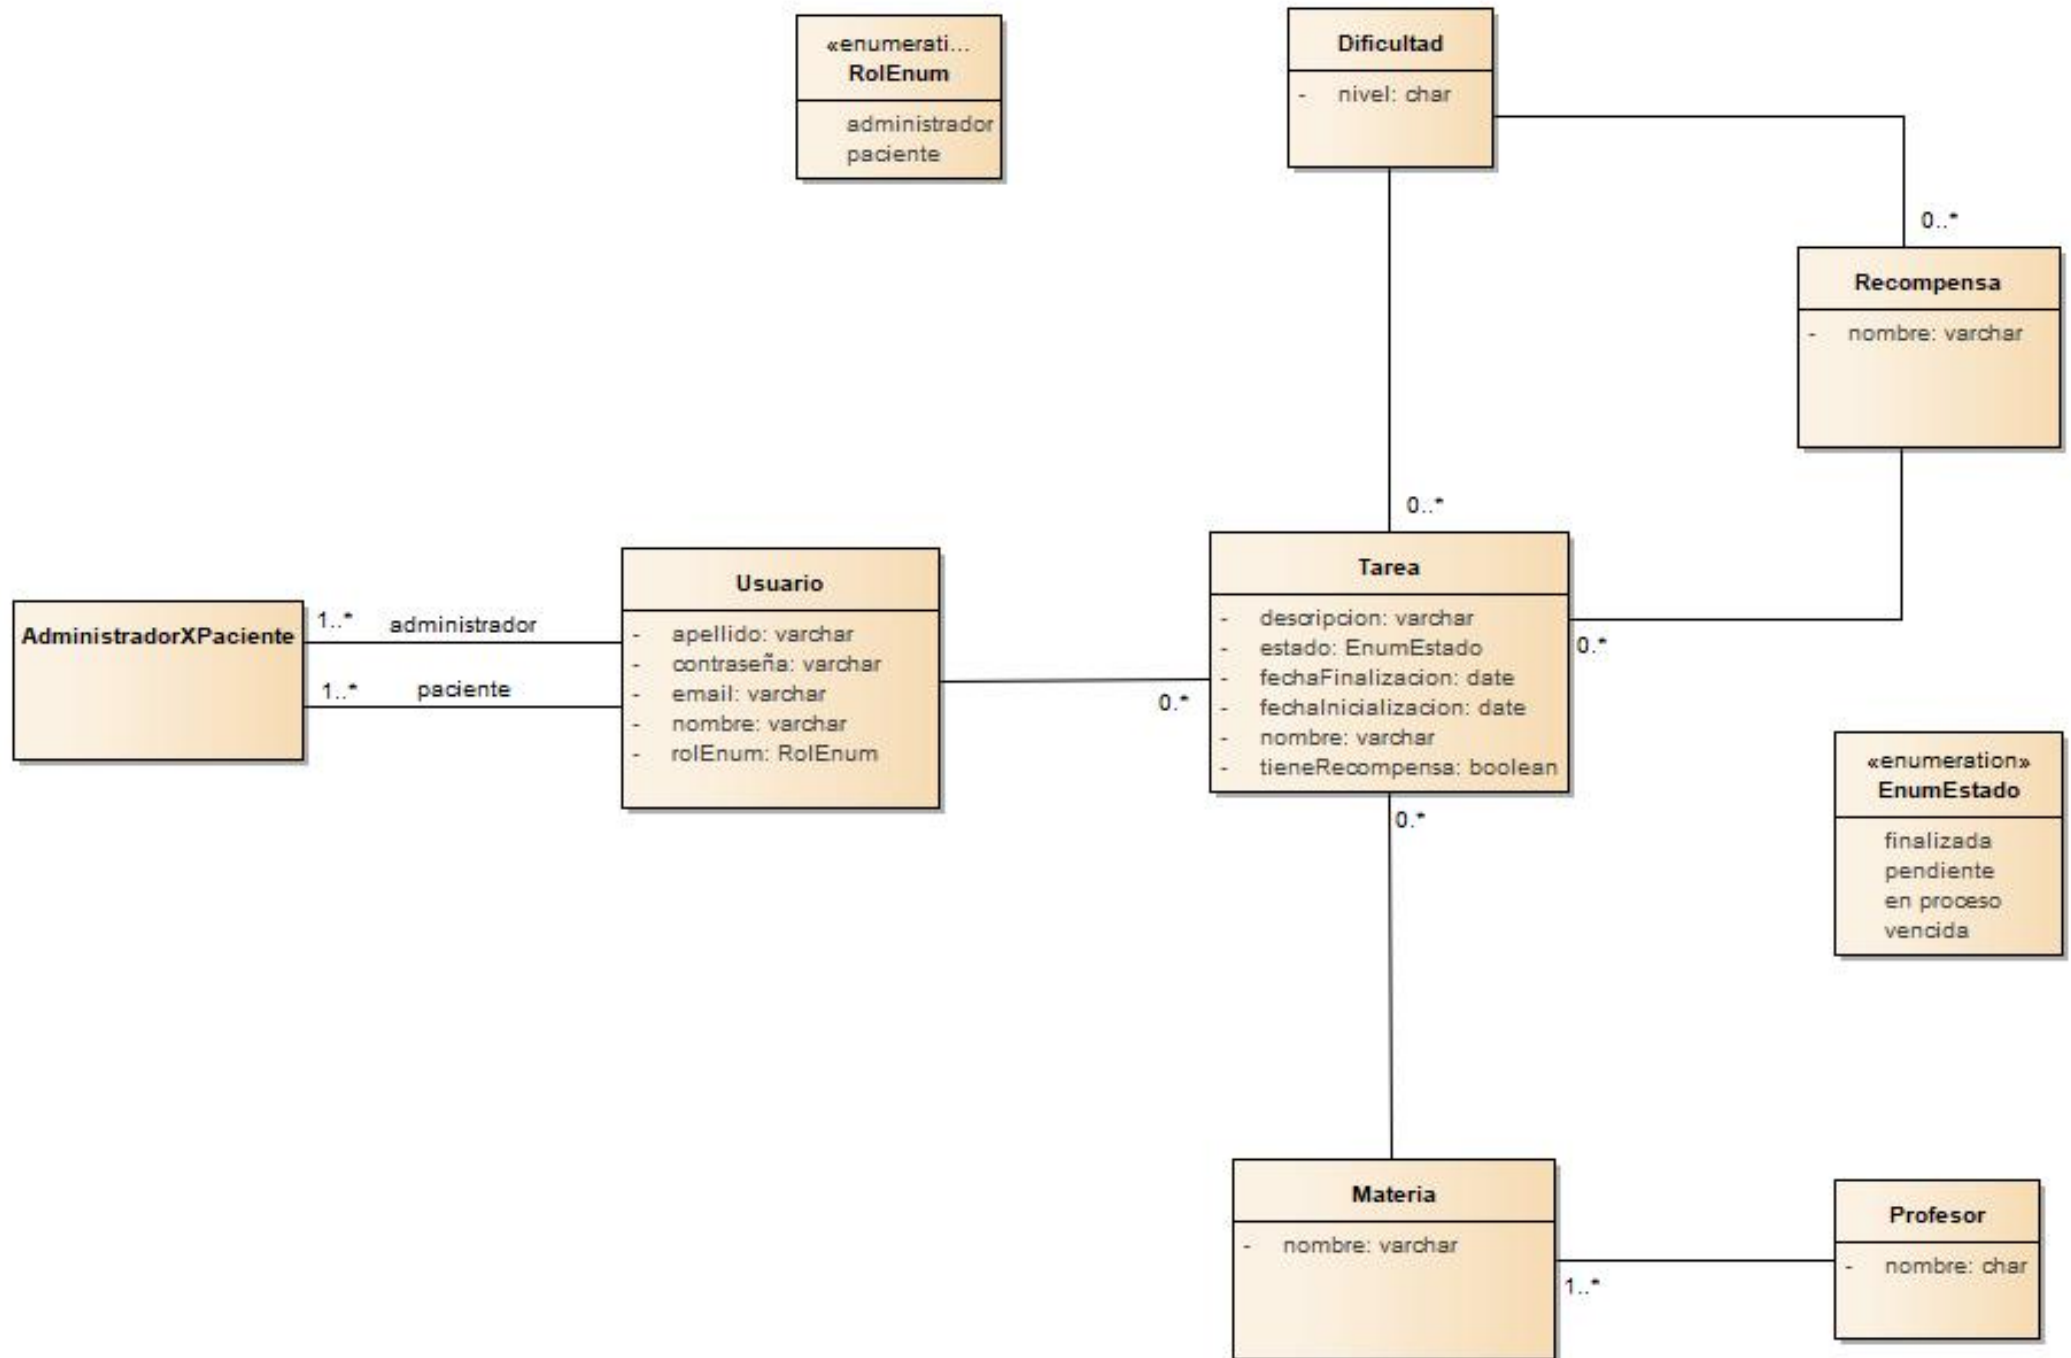 «enumerati...
RolEnum
administrador
paciente
Dificultad
- nivel: char
0..*
Recompensa
- nombre: varchar
0..*
Tarea
- descripcion: varchar
- estado: EnumEstado
- fechaFinalizacion: date
- fechaInicializacion: date
- nombre: varchar
- tieneRecompensa: boolean
0.*
0.*
0.*
Usuario
- apellido: varchar
- contraseña: varchar
- email: varchar
- nombre: varchar
- rolEnum: RolEnum
AdministradorXPaciente
1..* administrador
1..* paciente
«enumeration»
EnumEstado
finalizada
pendiente
en proceso
vencida
Materia
- nombre: varchar
1..*
Profesor
- nombre: char